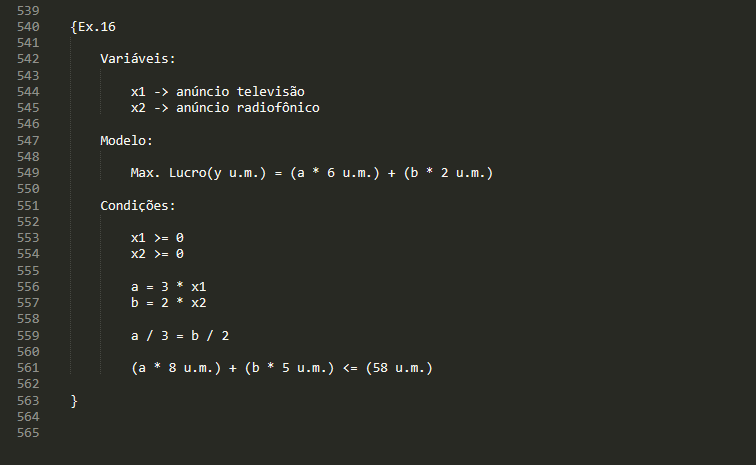 539
540 {Ex.16
541
542 Variáveis:
543
544 x1 -> anúncio televisão
545 x2 -> anúncio radiofônico
546
547 Modelo:
548
549 Max. Lucro(y u.m.) = (a * 6 u.m.) + (b * 2 u.m.)
550
551 Condições:
552
553 x1 >= 0
554 x2 >= 0
555
556 a = 3 * x1
557 b = 2 * x2
558
559 a / 3 = b / 2
560
561 (a * 8 u.m.) + (b * 5 u.m.) <= (58 u.m.)
562
563 }
564
565